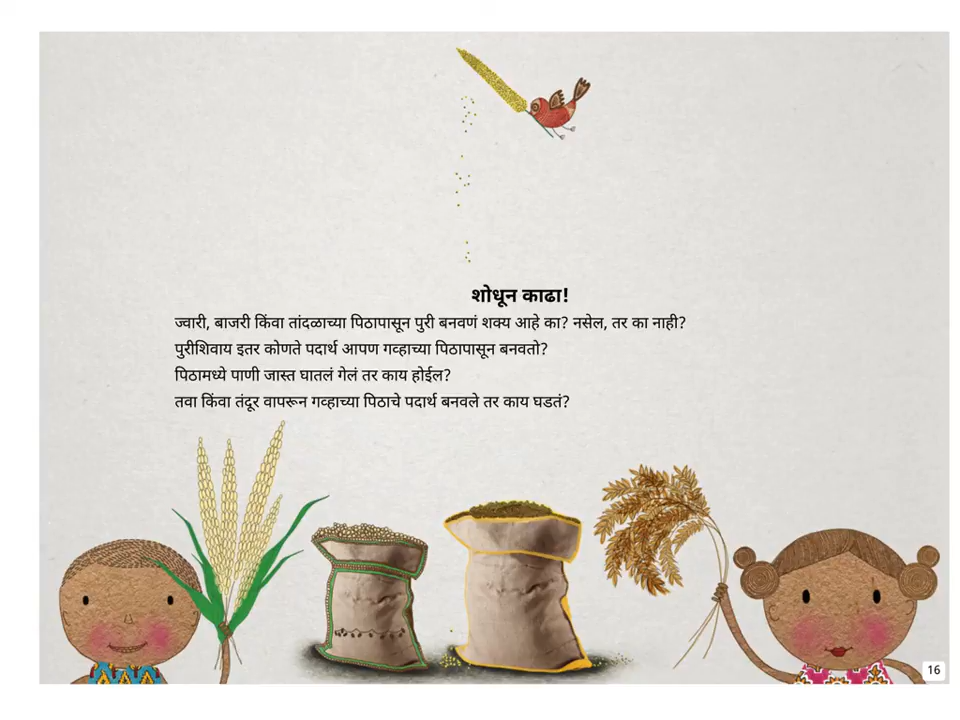 शोधून काढा!
ज्वारी, बाजरी किंवा तांदळाच्या पिठापासून पुरी बनवणं शक्य आहे का? नसेल, तर का नाही?
पुरीशिवाय इतर कोणते पदार्थ आपण गव्हाच्या पिठापासून बनवतो?
पिठामध्ये पाणी जास्त घातलं गेलं तर काय होईल?
तवा किंवा तंदूर वापरून गव्हाच्या पिठाचे पदार्थ बनवले तर काय घडतं?
16